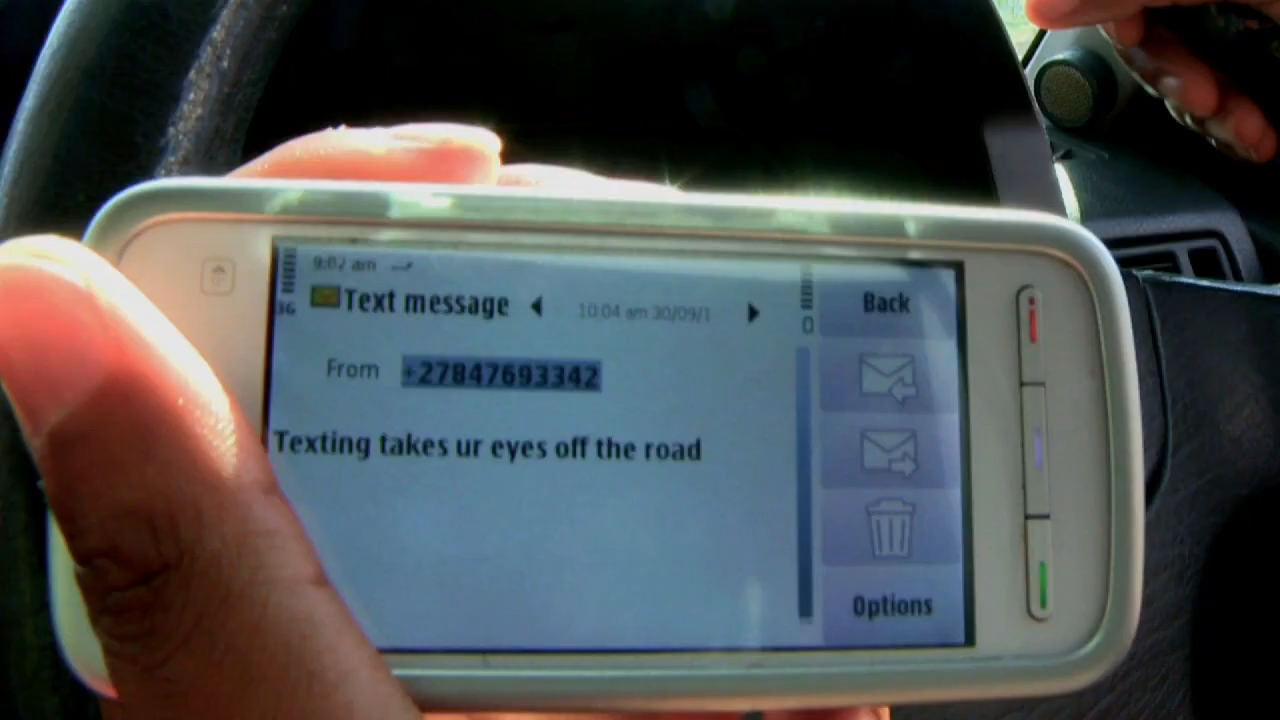 9:02 am
3G
Text message
10:04 am 30/09/1
Back
From +27847693342
Texting takes ur eyes off the road
Options